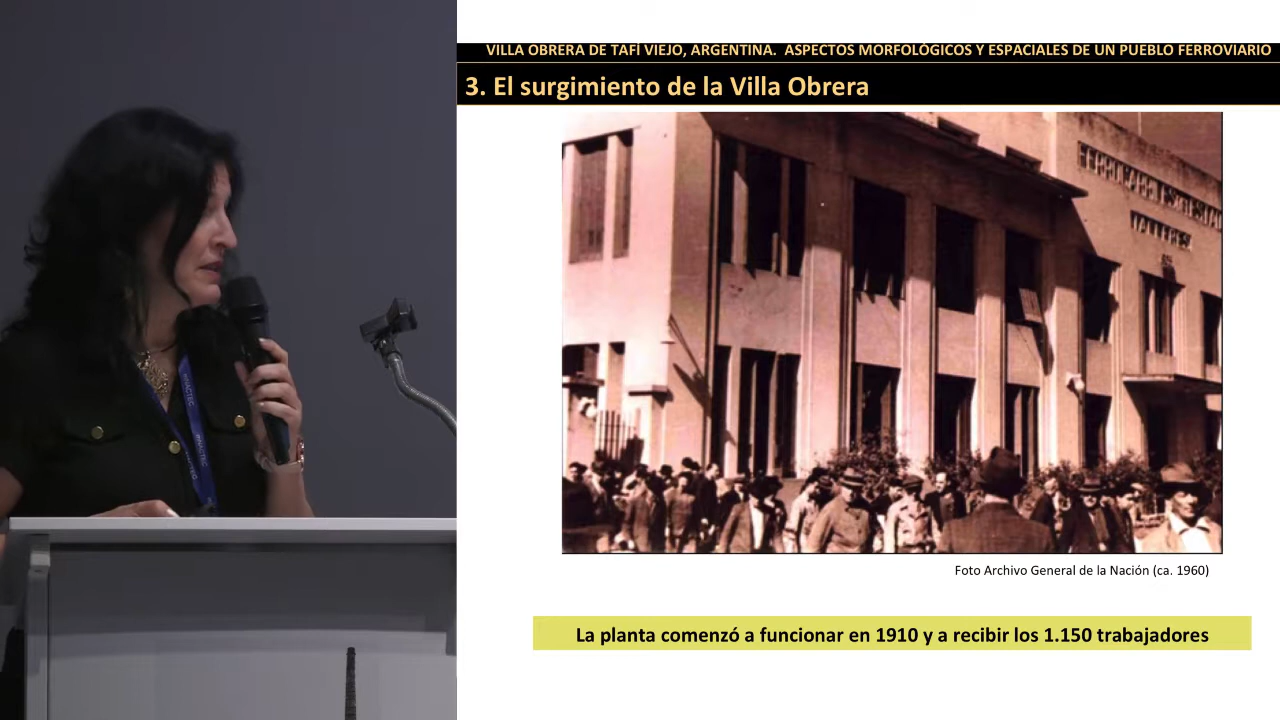 VILLA OBRERA DE TAFÍ VIEJO, ARGENTINA. ASPECTOS MORFOLÓGICOS Y ESPACIALES DE UN PUEBLO FERROVIARIO
3. El surgimiento de la Villa Obrera
TALLERES
Foto Archivo General de la Nación (ca. 1960)
La planta comenzó a funcionar en 1910 y a recibir los 1.150 trabajadores